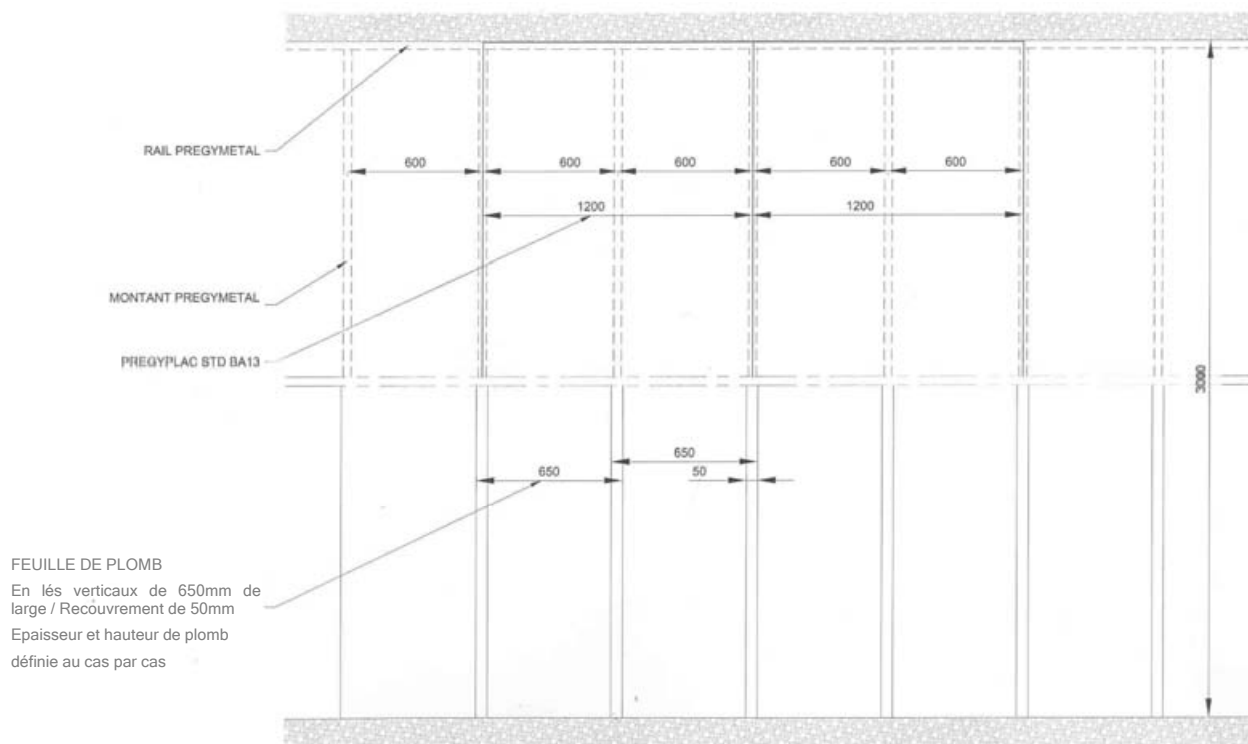 RAIL PREGYMETAL
600
600
600
600
600
1200
1200
MONTANT PREGYMETAL
PREGYPLAC STD BA13
3000
650
650
50
FEUILLE DE PLOMB
En lés verticaux de 650mm de
large / Recouvrement de 50mm
Epaisseur et hauteur de plomb
définie au cas par cas